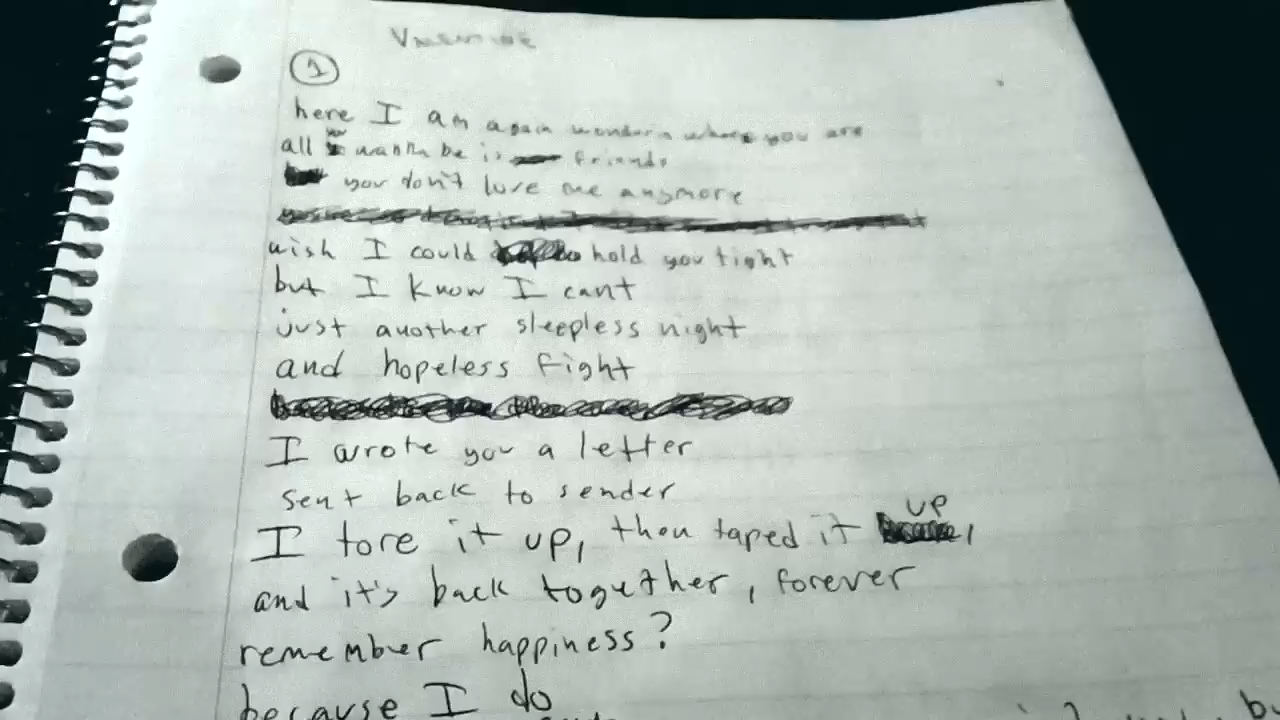 Valentine
1
here I am again wonderin where you are
all wanna be is friends
you don't love me anymore
wish I could hold you tight
but I know I cant
just another sleepless night
and hopeless fight
I wrote you a letter
sent back to sender
I tore it up, then taped it up,
and it's back together, forever
remember happiness?
because I do